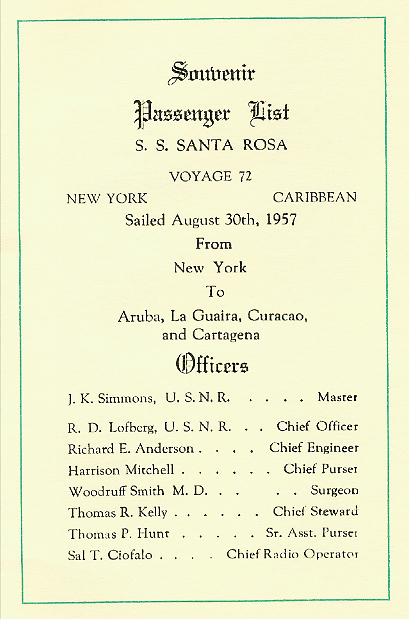 Souvenir
Passenger List
S. S. SANTA ROSA
VOYAGE 72
NEW YORK CARIBBEAN
Sailed August 30th, 1957
From
New York
To
Aruba, La Guaira, Curacao,
and Cartagena
Officers
J. K. Simmons, U. S. N. R. . . . . Master
R. D. Lofberg, U. S. N. R. . . Chief Officer
Richard E. Anderson . . . . Chief Engineer
Harrison Mitchell . . . . . . Chief Purser
Woodruff Smith M. D. . . . . Surgeon
Thomas R. Kelly . . . . . . Chief Steward
Thomas P. Hunt . . . . . Sr. Asst. Purser
Sal T. Ciofalo . . . . Chief Radio Operator